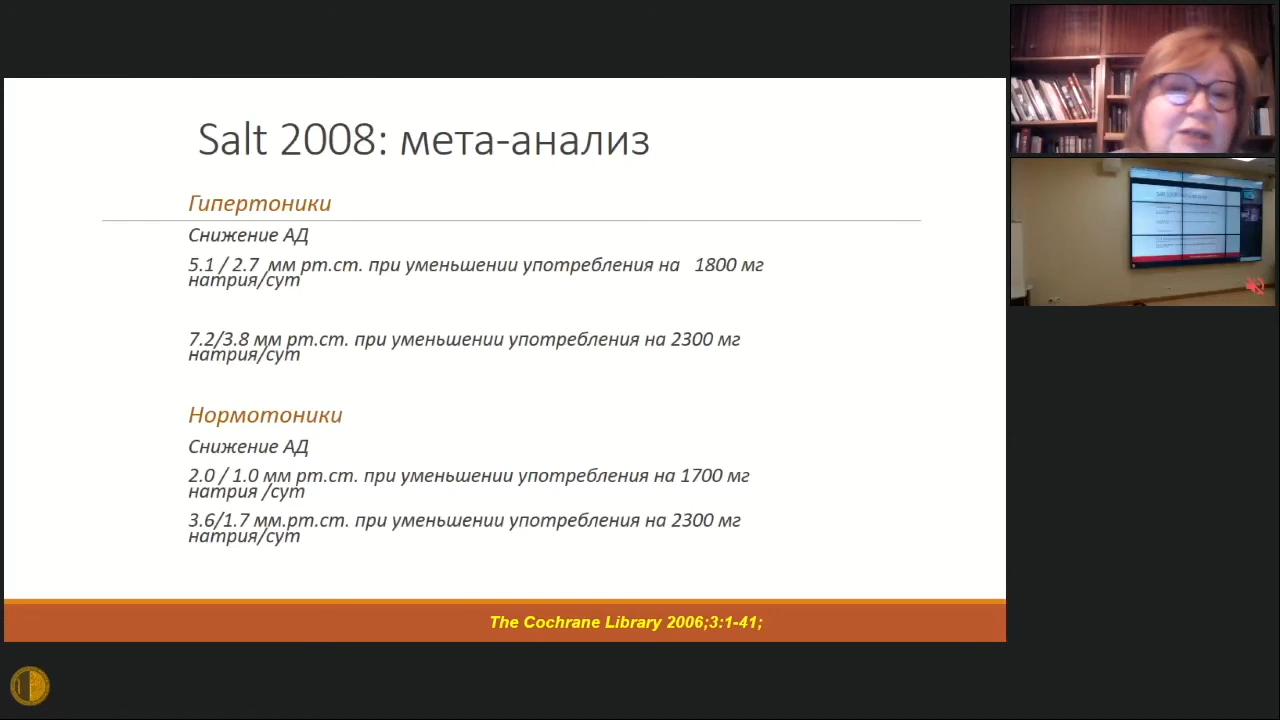 Salt 2008: мета-анализ
Гипертоники
Снижение АД
5.1 / 2.7 мм рт.ст. при уменьшении употребления на 1800 мг
натрия/сут
7.2/3.8 мм рт.ст. при уменьшении употребления на 2300 мг
натрия/сут
Нормотоники
Снижение АД
2.0 / 1.0 мм рт.ст. при уменьшении употребления на 1700 мг
натрия /сут
3.6/1.7 мм.рт.ст. при уменьшении употребления на 2300 мг
натрия/сут
The Cochrane Library 2006;3:1-41;